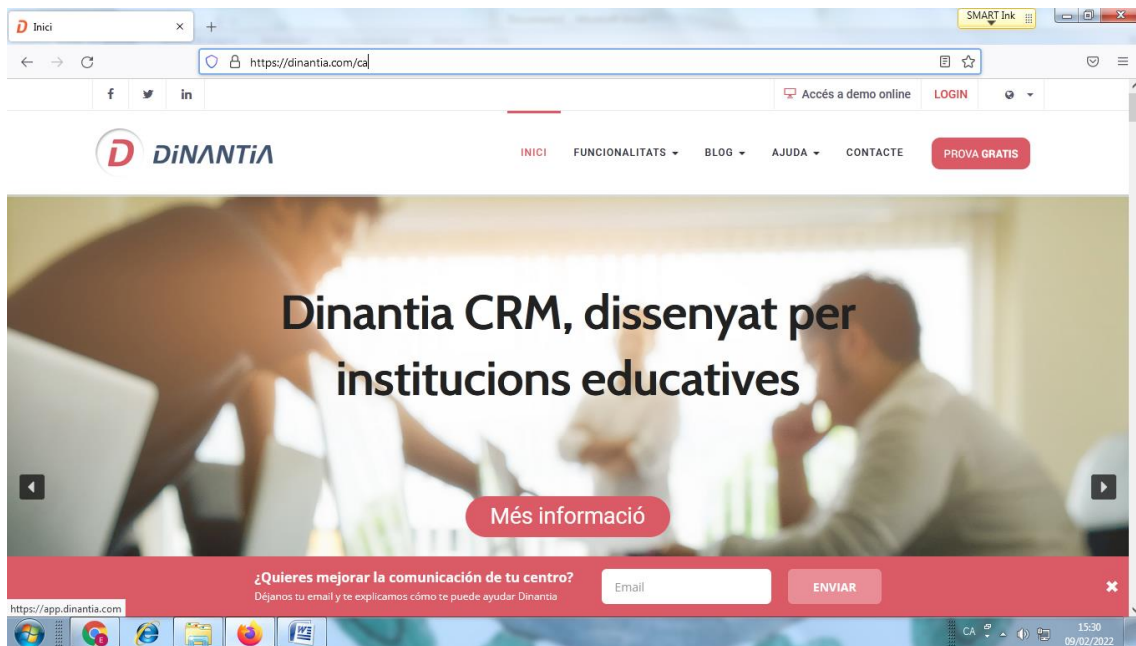 Inici
SMART Ink
https://dinantia.com/ca
Accés a demo online
LOGIN
DiNANTiA
INICI
FUNCIONALITATS
BLOG
AJUDA
CONTACTE
PROVA GRATIS
Dinantia CRM, dissenyat per
institucions educatives
Més informació
¿Quieres mejorar la comunicación de tu centro?
Déjanos tu email y te explicamos cómo te puede ayudar Dinantia
Email
ENVIAR
https://app.dinantia.com
CA
15:30
09/02/2022